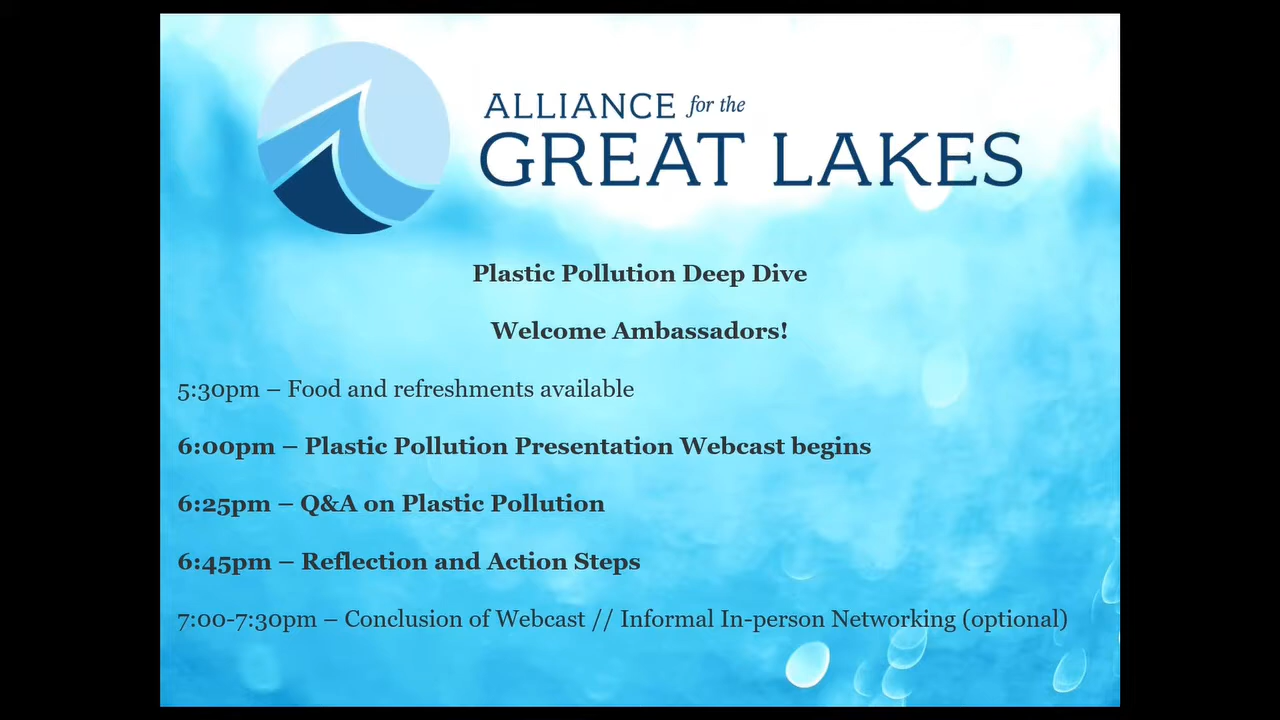 ALLIANCE for the
GREAT LAKES
Plastic Pollution Deep Dive
Welcome Ambassadors!
5:30pm – Food and refreshments available
6:00pm – Plastic Pollution Presentation Webcast begins
6:25pm – Q&A on Plastic Pollution
6:45pm – Reflection and Action Steps
7:00-7:30pm – Conclusion of Webcast // Informal In-person Networking (optional)